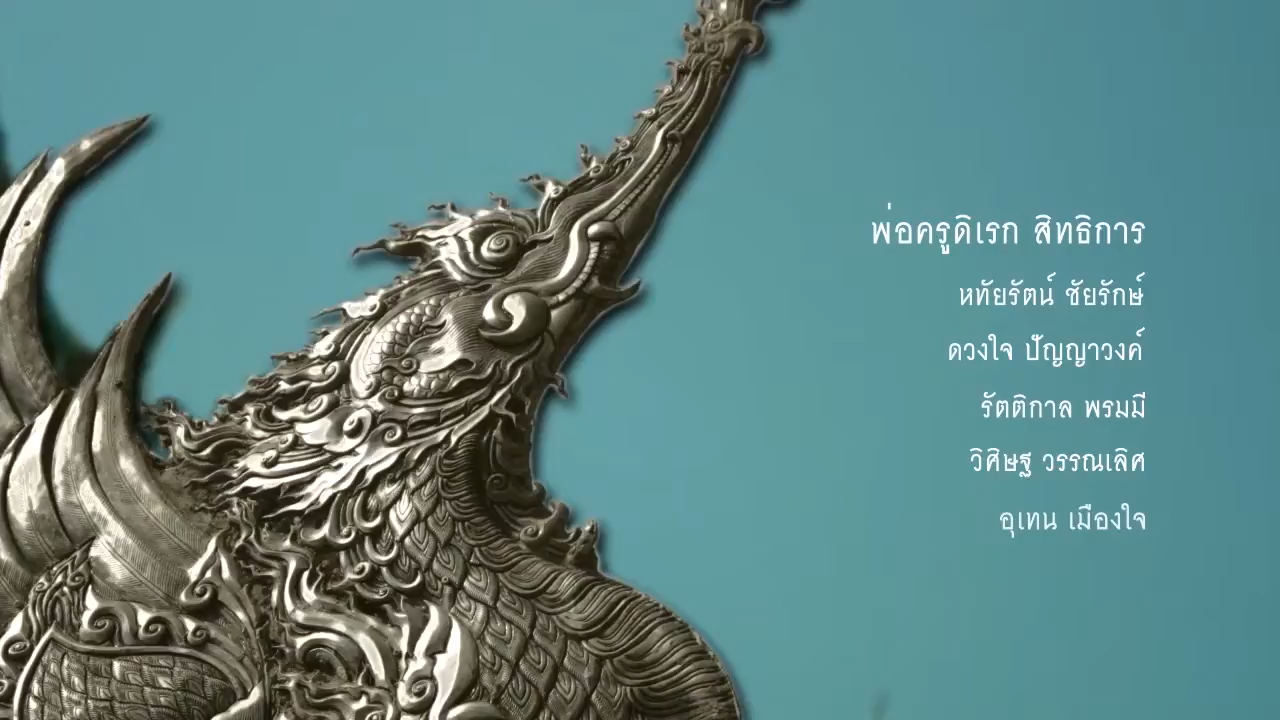 พ่อครูดิเรก สิทธิการ
หทัยรัตน์ ชัยรักษ์
ดวงใจ ปัญญาวงค์
รัตติกาล พรมมี
วิศิษฐ วรรณเลิศ
อุเทน เมืองใจ